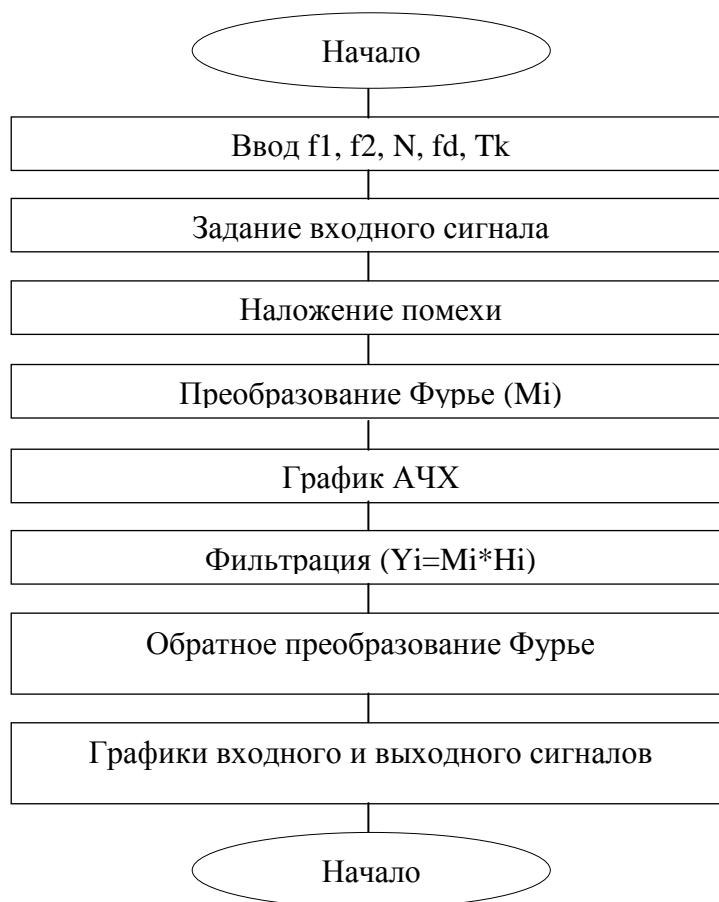 Начало
Ввод f1, f2, N, fd, Tk
Задание входного сигнала
Наложение помехи
Преобразование Фурье (Mi)
График АЧХ
Фильтрация (Yi=Mi*Hi)
Обратное преобразование Фурье
Графики входного и выходного сигналов
Начало